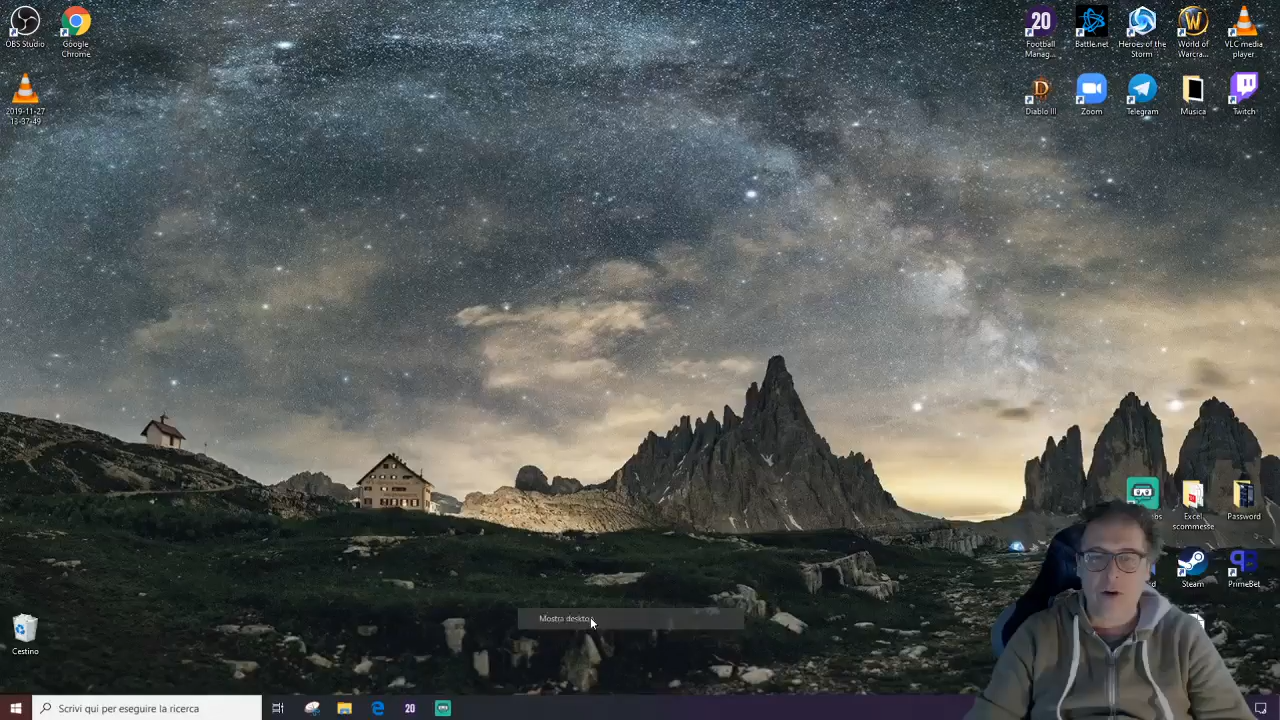 OBS Studio
Google
Chrome
2019-11-27
13-37-49
20
Football
Manag...
Battle.net
Heroes of the
Storm
W
World of
Warcra...
VLC media
player
D
Diablo III
Zoom
Telegram
Musica
Twitch
Excel
scommesse
Password
Steam
PrimeBet
Mostra desktop
Cestino
Scrivi qui per eseguire la ricerca
20